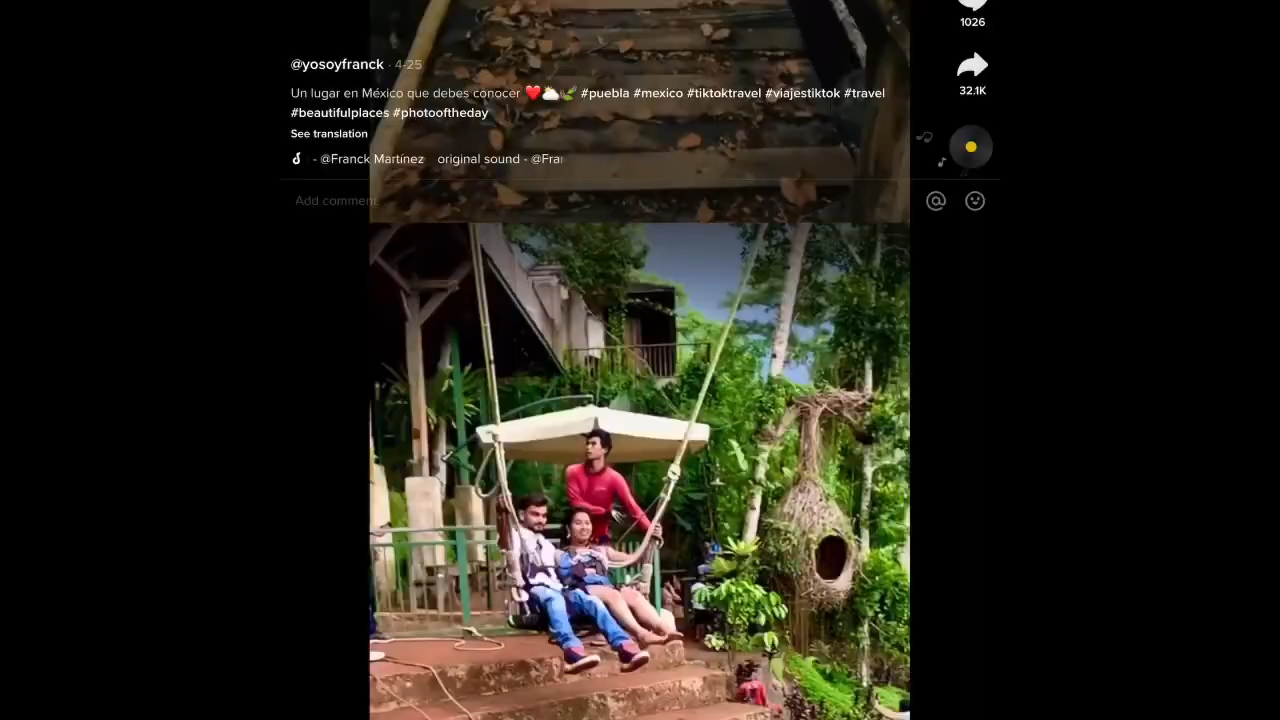 1026
@yosoyfranck · 4-25
32.1K
Un lugar en México que debes conocer ❤️🌥️🌿 #puebla #mexico #tiktoktravel #viajestiktok #travel
#beautifulplaces #photooftheday
See translation
- @Franck Martínez original sound - @Fra
Add comment